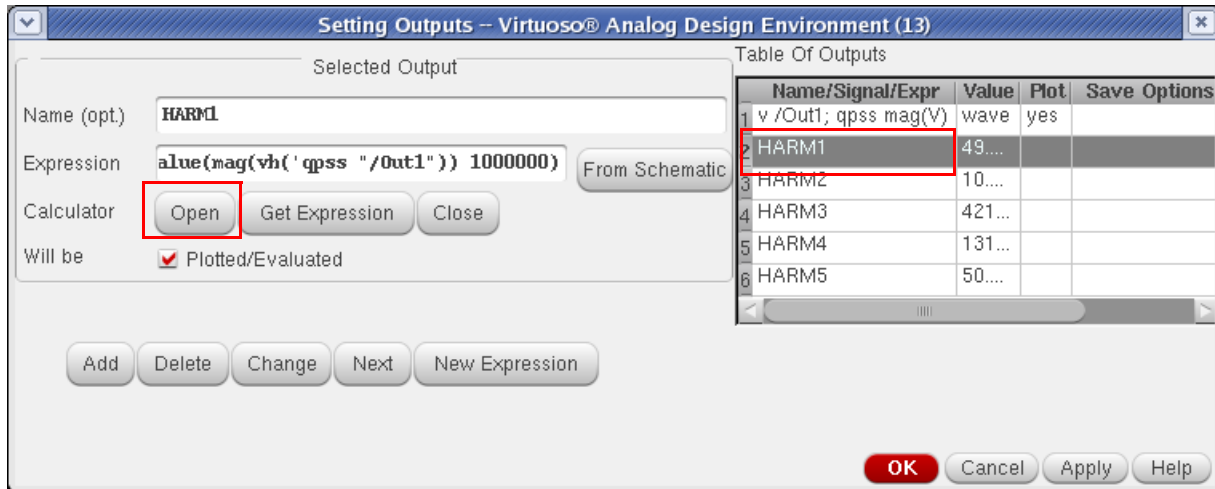 Setting Outputs -- Virtuoso® Analog Design Environment (13)
Selected Output
Name (opt.) HARM1
Expression alue(mag(vh('qpss "/Out1")) 1000000) From Schematic
Calculator Open Get Expression Close
Will be Plotted/Evaluated
Add Delete Change Next New Expression
Table Of Outputs
Name/Signal/Expr Value Plot Save Options
1 v /Out1; qpss mag(V) wave yes
2 HARM1 49....
3 HARM2 10....
4 HARM3 421...
5 HARM4 131...
6 HARM5 50....
OK Cancel Apply Help